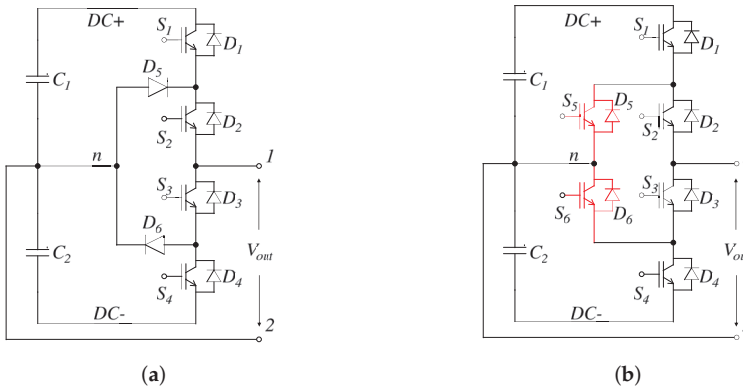 DC+
S1
D1
C1
D5
S2
D2
n
1
S3
D3
D6
C2
Vout
S4
D4
DC-
2
(a)
DC+
S1
D1
C1
S5
D5
S2
D2
n
S3
D3
S6
D6
C2
Vout
S4
D4
DC-
(b)